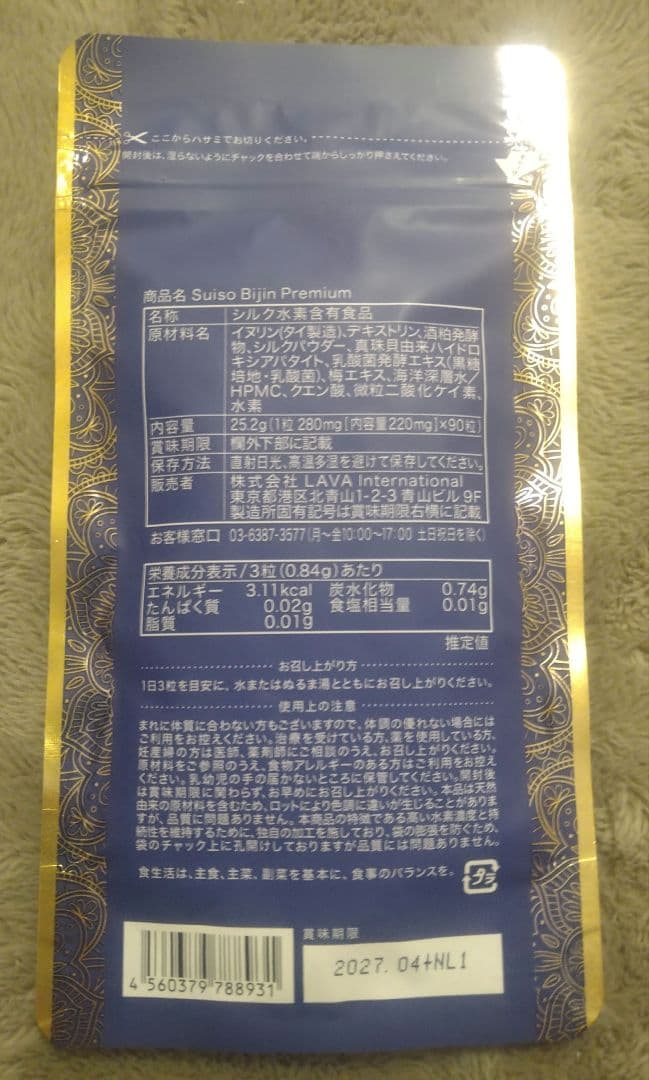 ここからハサミでお切りください。
開封後は、湿らないようにチャックを合わせて端からしっかり押さえてください。
商品名 Suiso Bijin Premium
名称 シルク水素含有食品
原材料名 イヌリン(タイ製造)、デキストリン、酒粕発酵
物、シルクパウダー、真珠貝由来ハイドロ
キシアパタイト、乳酸菌発酵エキス(黒糖
培地・乳酸菌)、梅エキス、海洋深層水/
HPMC、クエン酸、微粒二酸化ケイ素、
水素
内容量 25.2g(1粒 280mg[内容量220mg]×90粒)
賞味期限 欄外下部に記載
保存方法 直射日光、高温多湿を避けて保存してください。
販売者 株式会社 LAVA International
東京都港区北青山1-2-3 青山ビル 9F
製造所固有記号は賞味期限右横に記載
お客様窓口 03-6387-3577(月〜金10:00〜17:00 土日祝日を除く)
栄養成分表示/3粒(0.84g)あたり
エネルギー 3.11kcal 炭水化物 0.74g
たんぱく質 0.02g 食塩相当量 0.01g
脂質 0.01g
推定値
お召し上がり方
1日3粒を目安に、水またはぬるま湯とともにお召し上がりください。
使用上の注意
まれに体質に合わない方もございますので、体調の優れない場合には
ご利用をお控えください。治療を受けている方、薬を使用している方、
妊産婦の方は医師、薬剤師にご相談のうえ、お召し上がりください。
原材料をご参照のうえ、食物アレルギーのある方はご利用をお控え
ください。乳幼児の手の届かないところに保管してください。開封後
は賞味期限に関わらず、お早めにお召し上がりください。本品は天然
由来の原材料を含むため、ロットにより色調に違いが生じることがありま
すが、品質に問題ありません。本商品の特徴である高い水素濃度と持
続性を維持するために、独自の加工を施しており、袋の膨張を防ぐため、
袋のチャック上に孔開けしておりますが品質には問題ありません。
食生活は、主食、主菜、副菜を基本に、食事のバランスを。
プラ
賞味期限
2027. 04+NL1
4 560379 788931